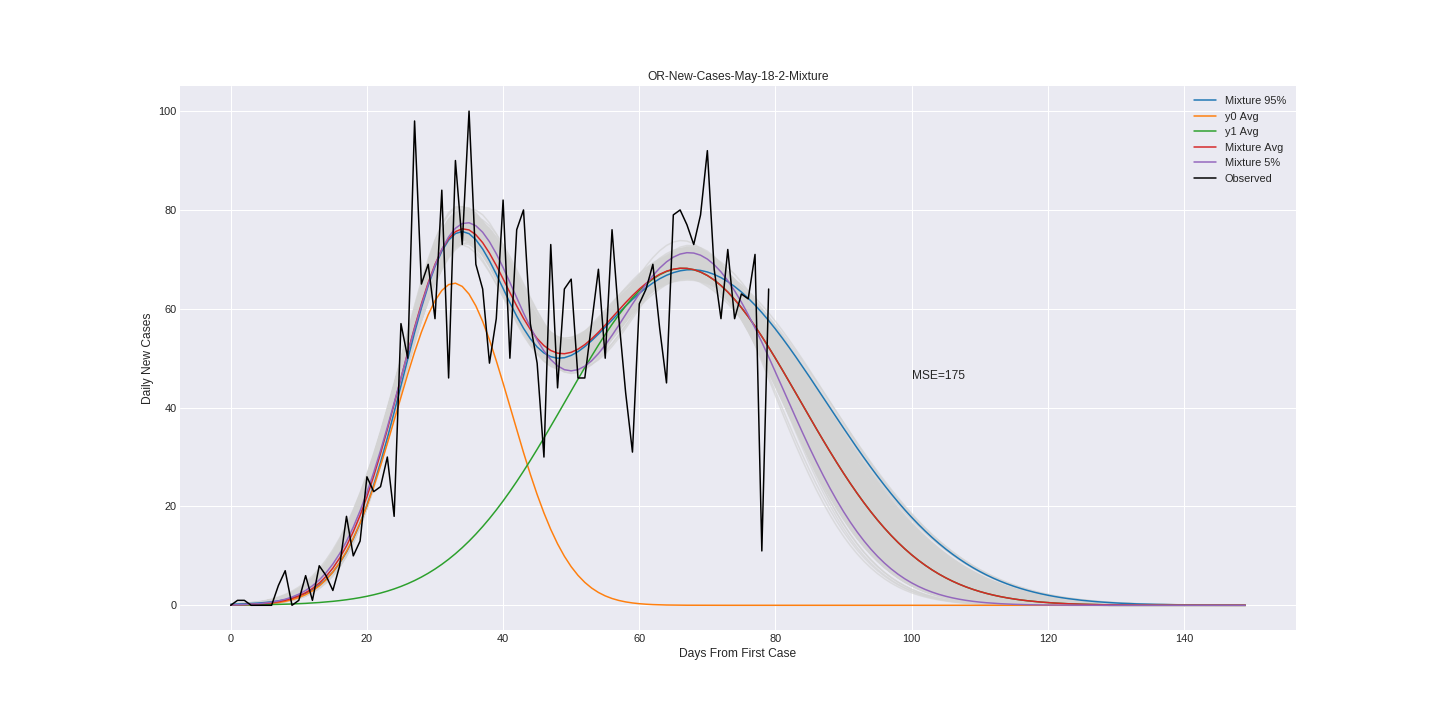 OR-New-Cases-May-18-2-Mixture
Daily New Cases
100
80
60
40
20
0
Mixture 95%
y0 Avg
y1 Avg
Mixture Avg
Mixture 5%
Observed
MSE=175
0 20 40 60 80 100 120 140
Days From First Case